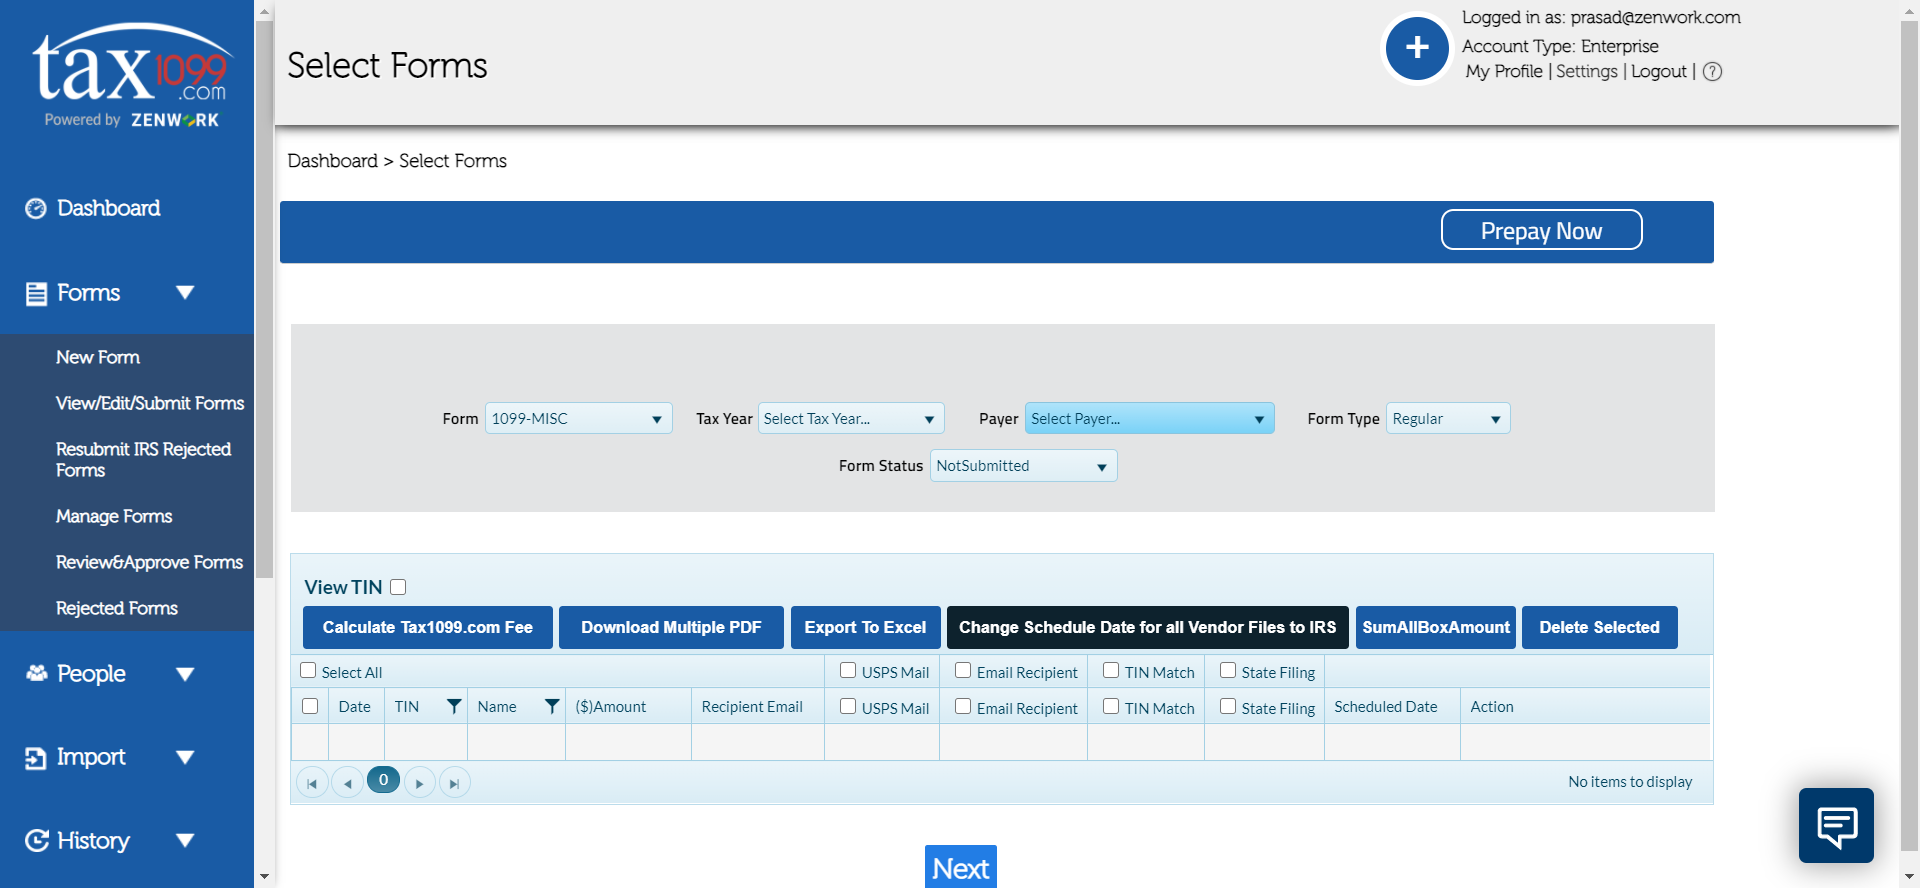 tax1099
.com
Powered by ZENWORK
Dashboard
Forms
New Form
View/Edit/Submit Forms
Resubmit IRS Rejected
Forms
Manage Forms
Review&Approve Forms
Rejected Forms
People
Import
History
Select Forms
+
Logged in as: prasad@zenwork.com
Account Type: Enterprise
My Profile | Settings | Logout | ?
Dashboard > Select Forms
Prepay Now
Form 1099-MISC Tax Year Select Tax Year... Payer Select Payer... Form Type Regular
Form Status NotSubmitted
View TIN
Calculate Tax1099.com Fee Download Multiple PDF Export To Excel Change Schedule Date for all Vendor Files to IRS SumAllBoxAmount Delete Selected
Select All USPS Mail Email Recipient TIN Match State Filing
Date TIN Name ($)Amount Recipient Email USPS Mail Email Recipient TIN Match State Filing Scheduled Date Action
0 No items to display
Next